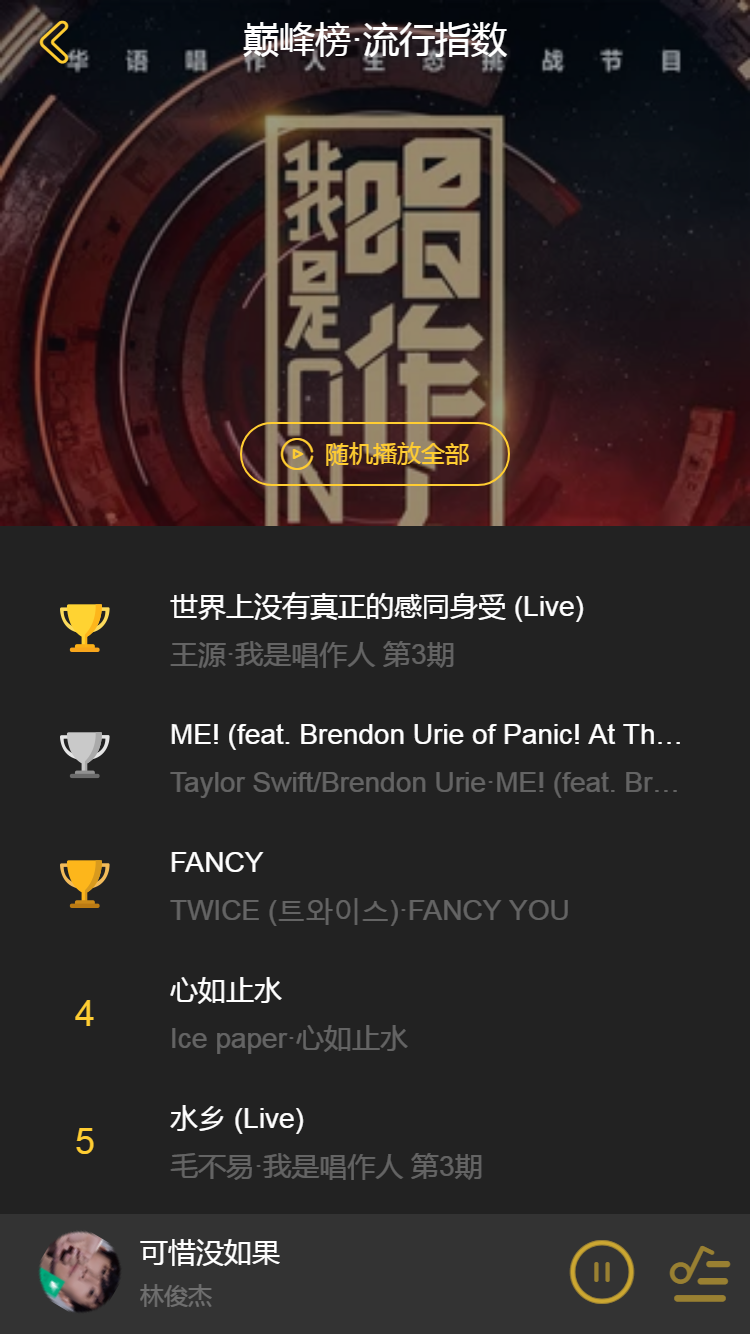 巅峰榜·流行指数
华语唱作人生态挑战节目
我是
唱作
随机播放全部
世界上没有真正的感同身受 (Live)
王源·我是唱作人 第3期
ME! (feat. Brendon Urie of Panic! At Th...
Taylor Swift/Brendon Urie·ME! (feat. Br...
FANCY
TWICE (트와이스)·FANCY YOU
4
心如止水
Ice paper·心如止水
5
水乡 (Live)
毛不易·我是唱作人 第3期
可惜没如果
林俊杰